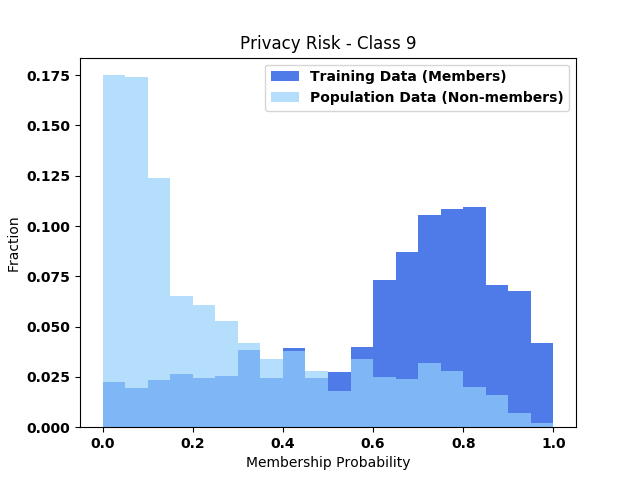 Privacy Risk - Class 9
Training Data (Members)
Population Data (Non-members)
0.175
0.150
0.125
0.100
0.075
0.050
0.025
0.000
Fraction
0.0 0.2 0.4 0.6 0.8 1.0
Membership Probability